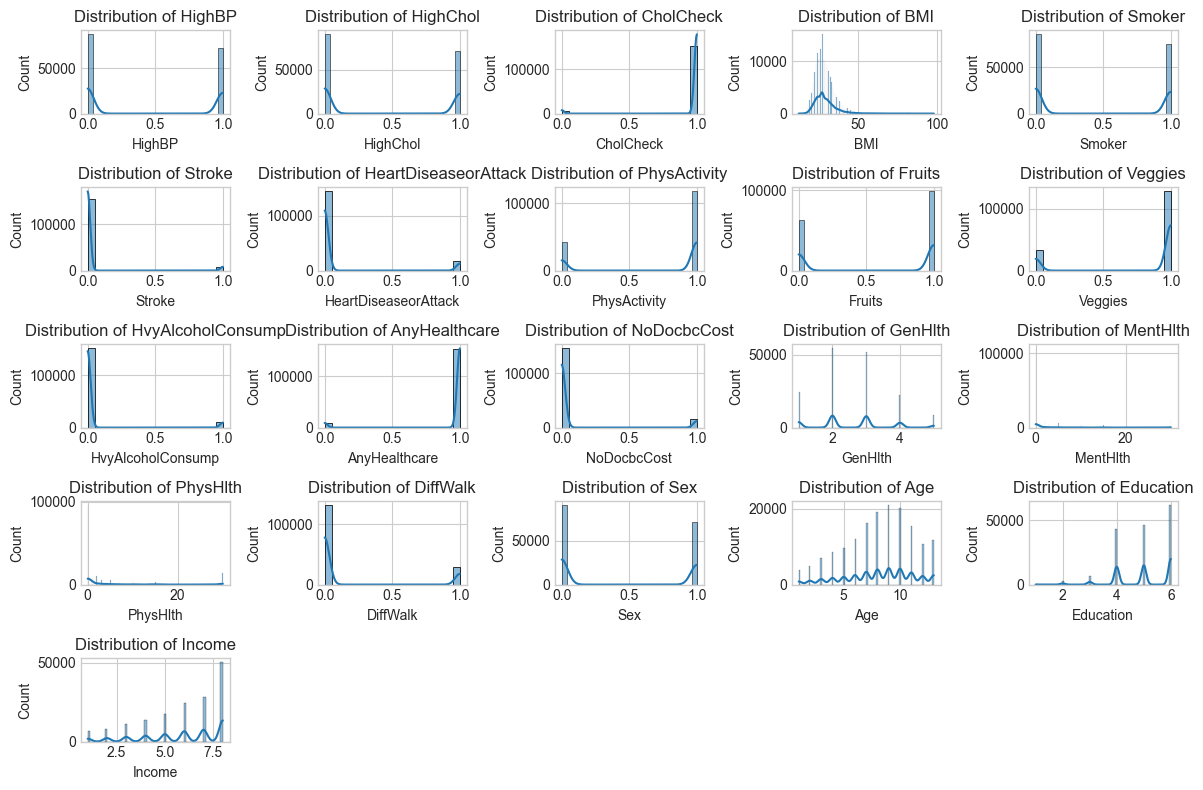 Distribution of HighBP
Count
50000
0
0.0 0.5 1.0
HighBP
Distribution of HighChol
Count
50000
0
0.0 0.5 1.0
HighChol
Distribution of CholCheck
Count
100000
0
0.0 0.5 1.0
CholCheck
Distribution of BMI
Count
10000
0
50 100
BMI
Distribution of Smoker
Count
50000
0
0.0 0.5 1.0
Smoker
Distribution of Stroke
Count
100000
0
0.0 0.5 1.0
Stroke
Distribution of HeartDiseaseorAttack
Count
100000
0
0.0 0.5 1.0
HeartDiseaseorAttack
Distribution of PhysActivity
Count
100000
0
0.0 0.5 1.0
PhysActivity
Distribution of Fruits
Count
100000
0
0.0 0.5 1.0
Fruits
Distribution of Veggies
Count
100000
0
0.0 0.5 1.0
Veggies
Distribution of HvyAlcoholConsump
Count
100000
0
0.0 0.5 1.0
HvyAlcoholConsump
Distribution of AnyHealthcare
Count
100000
0
0.0 0.5 1.0
AnyHealthcare
Distribution of NoDocbcCost
Count
100000
0
0.0 0.5 1.0
NoDocbcCost
Distribution of GenHlth
Count
50000
0
2 4
GenHlth
Distribution of MentHlth
Count
100000
0
0 20
MentHlth
Distribution of PhysHlth
Count
100000
0
0 20
PhysHlth
Distribution of DiffWalk
Count
100000
0
0.0 0.5 1.0
DiffWalk
Distribution of Sex
Count
50000
0
0.0 0.5 1.0
Sex
Distribution of Age
Count
20000
0
5 10
Age
Distribution of Education
Count
50000
0
2 4 6
Education
Distribution of Income
Count
50000
0
2.5 5.0 7.5
Income